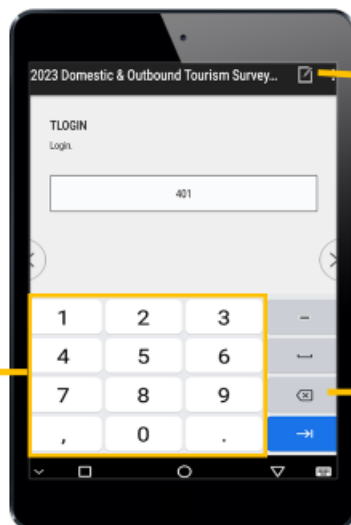 2023 Domestic & Outbound Tourism Survey...
TLOGIN
Login.
401
1 2 3 -
4 5 6
7 8 9
, 0 .